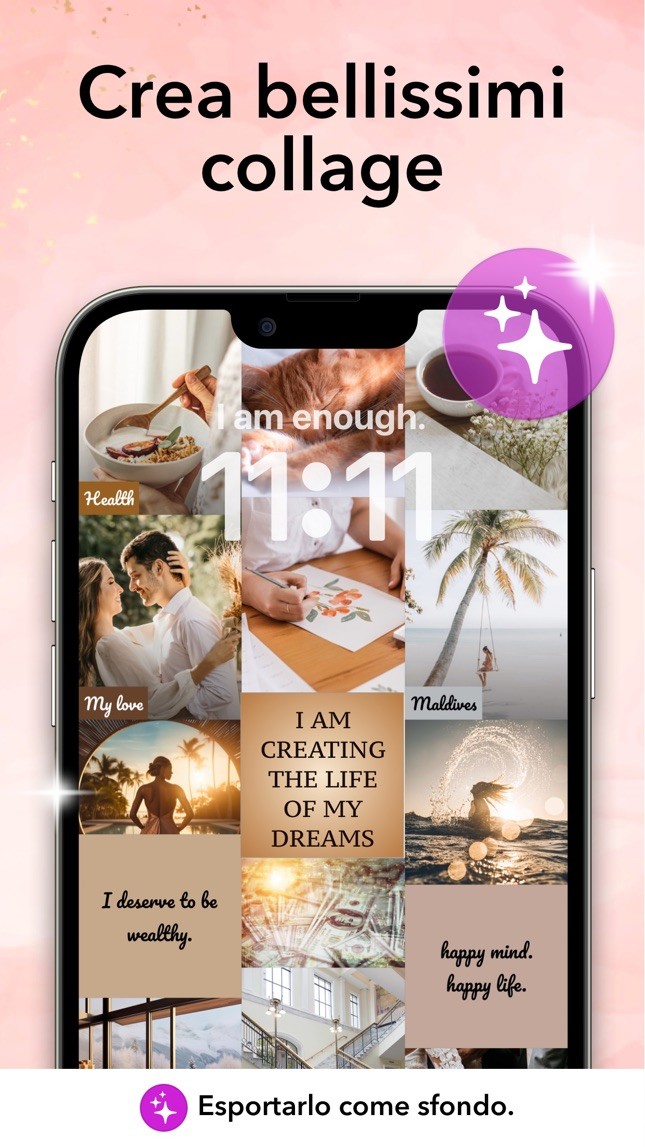 Crea bellissimi
collage
I am enough.
11:11
Health
My love
Maldives
I AM
CREATING
THE LIFE
OF MY
DREAMS
I deserve to be
wealthy.
happy mind.
happy life.
Esportarlo come sfondo.